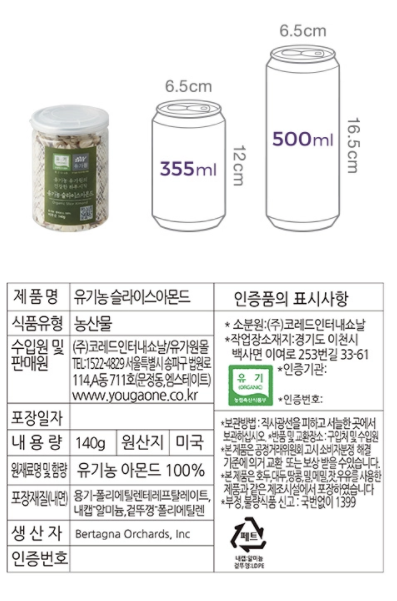 6.5cm
6.5cm
355ml
12cm
500ml
16.5cm
유기농 슬라이스아몬드
제 품 명 유기농 슬라이스아몬드
식품유형 농산물
수입원 및 판매원
(주)코레드인터내쇼날/유기원몰
TEL:1522-4829 서울특별시 송파구 법원로
114,A동 711호(문정동,엠스테이트)
www.yougaone.co.kr
포장일자
내 용 량 140g 원산지 미국
원재료명 및 함량 유기농 아몬드 100%
포장재질(내면) 용기-폴리에틸렌테레프탈레이트,
내캡-알미늄,겉뚜껑-폴리에틸렌
생 산 자 Bertagna Orchards, Inc
인증번호
인증품의 표시사항
* 소분원:(주)코레드인터내쇼날
*작업장소재지:경기도 이천시
백사면 이여로 253번길 33-61
유 기
(ORGANIC)
농림축산식품부
*인증기관:
*인증번호:
*보관방법 : 직사광선을 피하고 서늘한 곳에서
보관하십시오 *반품 및 교환장소 : 구입처 및 수입원
*본 제품은 공정거래위원회 고시 소비자분쟁 해결
기준에 의거 교환 또는 보상 받을 수있습니다.
*본 제품은 호두,대두,땅콩,밀,메밀,잣,우유를 사용한
제품과 같은 제조시설에서 포장하였습니다
*부정,불량식품 신고 : 국번없이 1399
페트
내캡:알미늄
겉뚜껑:LDPE